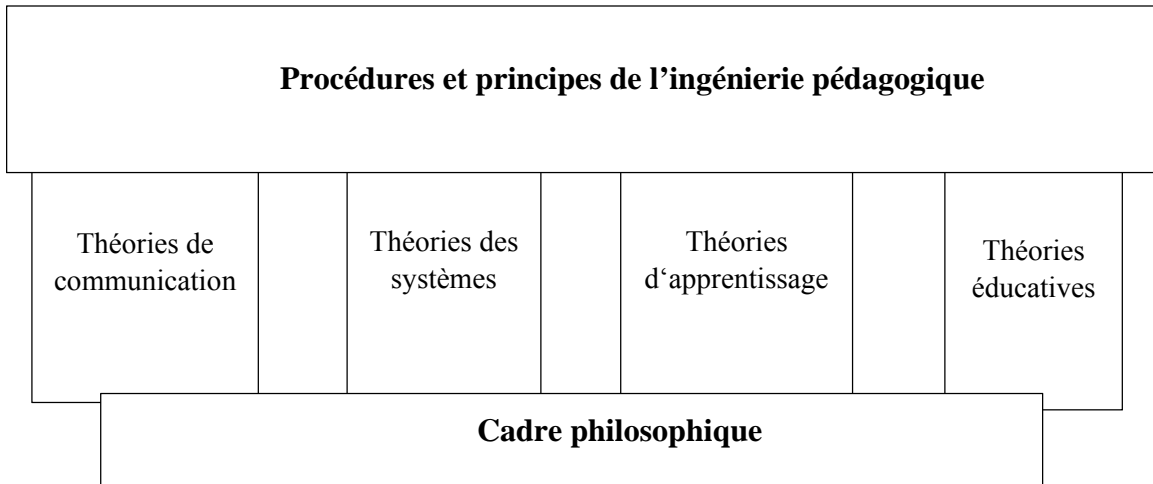 Procédures et principes de l’ingénierie pédagogique
Théories de
communication
Théories des
systèmes
Théories
d‘apprentissage
Théories
éducatives
Cadre philosophique